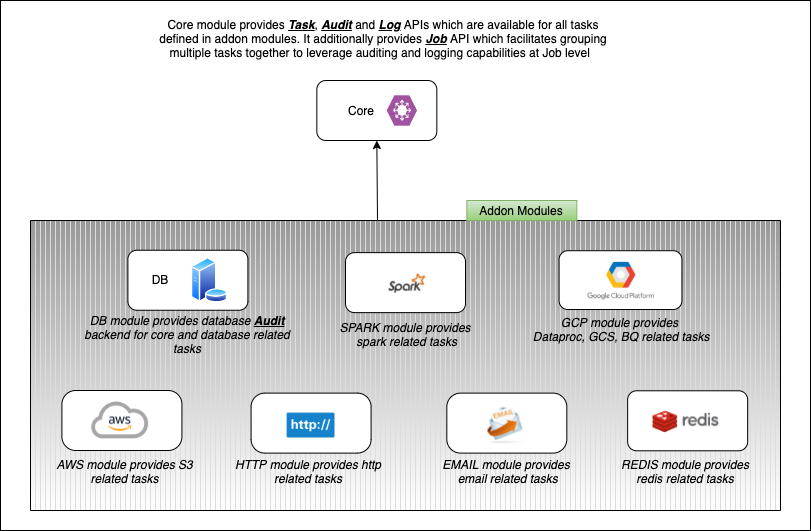 Core module provides Task, Audit and Log APIs which are available for all tasks
defined in addon modules. It additionally provides Job API which facilitates grouping
multiple tasks together to leverage auditing and logging capabilities at Job level
Core
Addon Modules
DB
Spark
Google Cloud Platform
DB module provides database Audit
backend for core and database related
tasks
SPARK module provides
spark related tasks
GCP module provides
Dataproc, GCS, BQ related tasks
aws
http://
EMAIL
redis
AWS module provides S3
related tasks
HTTP module provides http
related tasks
EMAIL module provides
email related tasks
REDIS module provides
redis related tasks